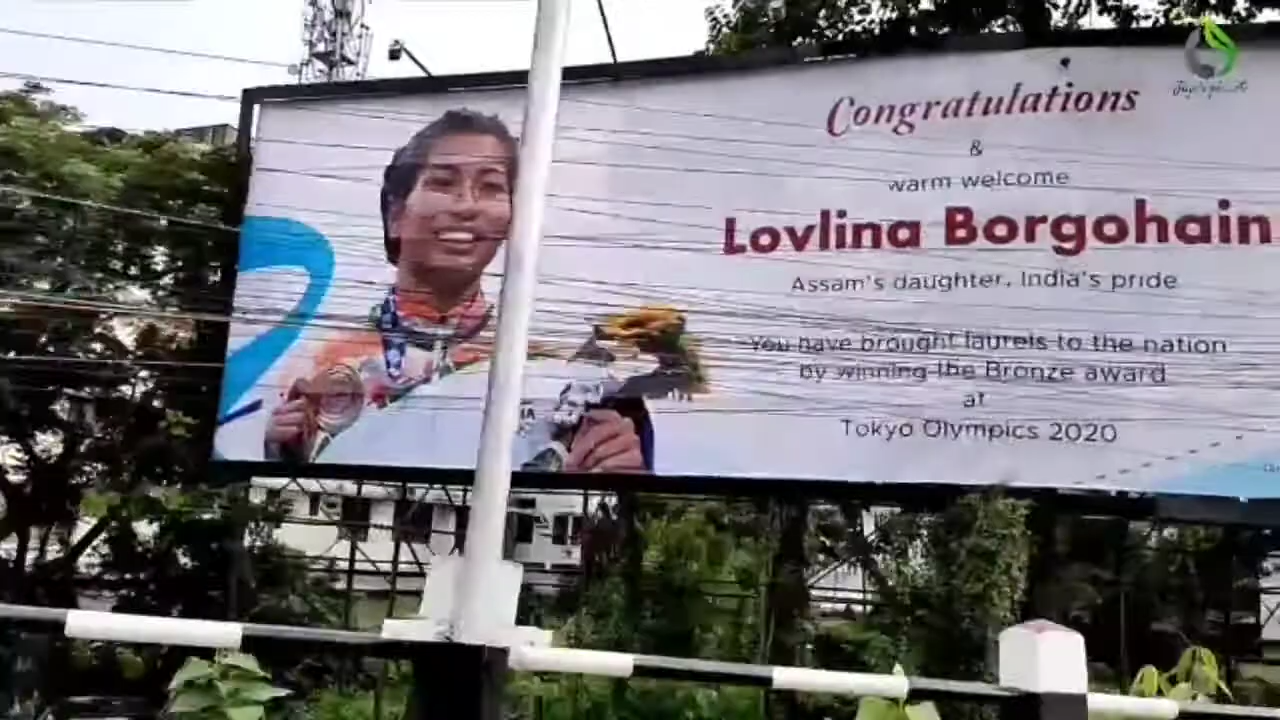 Congratulations
&
warm welcome
Lovlina Borgohain
Assam's daughter, India's pride
You have brought laurels to the nation
by winning the Bronze award
at
Tokyo Olympics 2020